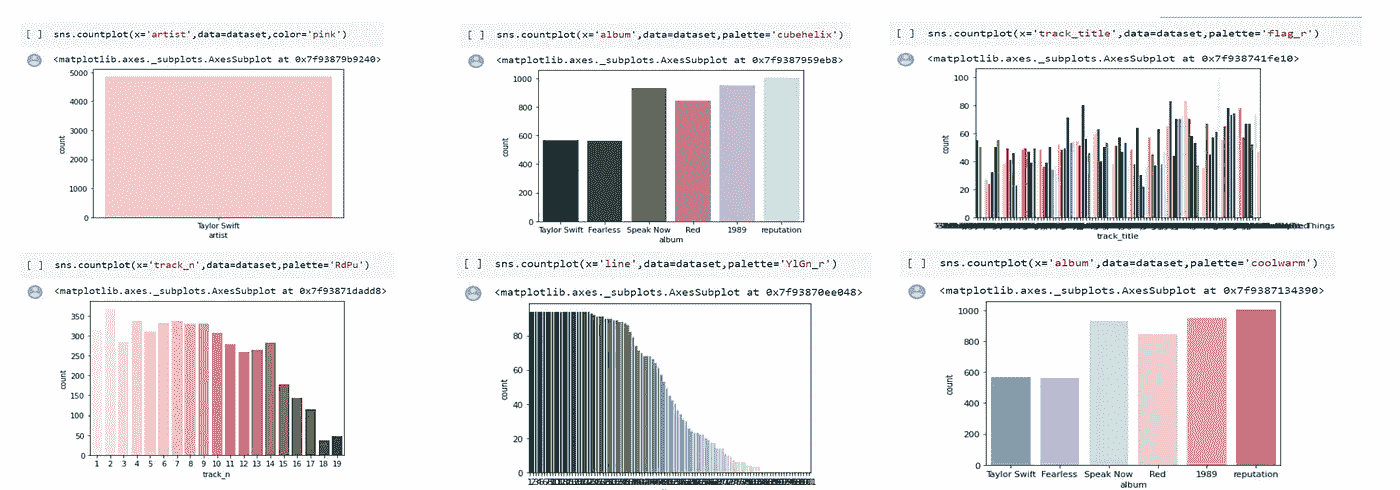 [ ] sns.countplot(x='artist',data=dataset,color='pink')
<matplotlib.axes._subplots.AxesSubplot at 0x7f93879b9240>
5000
4000
3000
2000
1000
0
count
Taylor Swift
artist
[ ] sns.countplot(x='album',data=dataset,palette='cubehelix')
<matplotlib.axes._subplots.AxesSubplot at 0x7f9387959eb8>
1000
800
600
400
200
0
count
Taylor Swift Fearless Speak Now Red 1989 reputation
album
[ ] sns.countplot(x='track_title',data=dataset,palette='flag_r')
<matplotlib.axes._subplots.AxesSubplot at 0x7f938741fe10>
100
80
60
40
20
0
count
Things
track_title
[ ] sns.countplot(x='track_n',data=dataset,palette='RdPu')
<matplotlib.axes._subplots.AxesSubplot at 0x7f93871dadd8>
350
300
250
200
150
100
50
0
count
1 2 3 4 5 6 7 8 9 10 11 12 13 14 15 16 17 18 19
track_n
[ ] sns.countplot(x='line',data=dataset,palette='YlGn_r')
<matplotlib.axes._subplots.AxesSubplot at 0x7f93870ee048>
80
60
40
20
0
count
[ ] sns.countplot(x='album',data=dataset,palette='coolwarm')
<matplotlib.axes._subplots.AxesSubplot at 0x7f9387134390>
1000
800
600
400
200
0
count
Taylor Swift Fearless Speak Now Red 1989 reputation
album